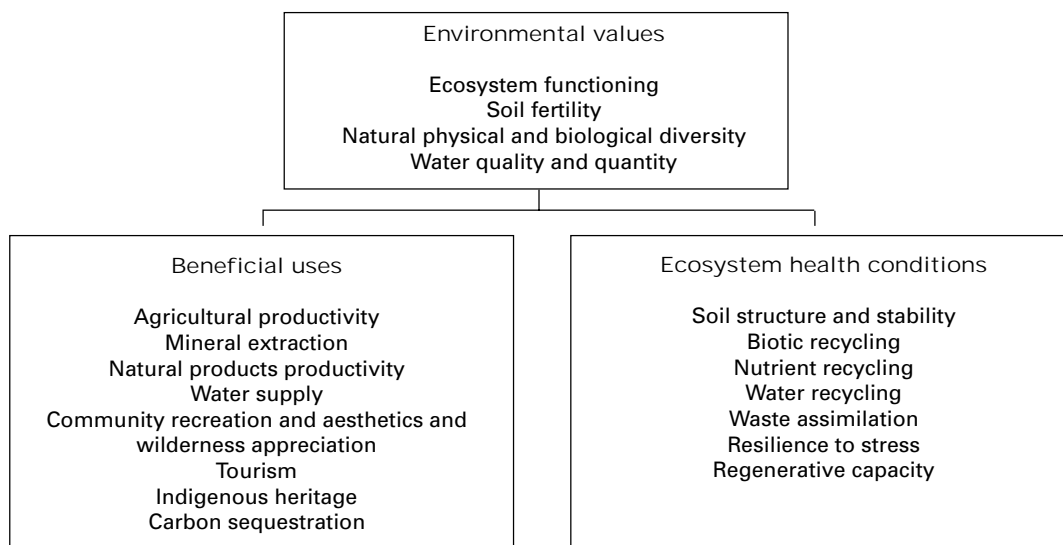 Environmental values
Ecosystem functioning
Soil fertility
Natural physical and biological diversity
Water quality and quantity
Beneficial uses
Agricultural productivity
Mineral extraction
Natural products productivity
Water supply
Community recreation and aesthetics and
wilderness appreciation
Tourism
Indigenous heritage
Carbon sequestration
Ecosystem health conditions
Soil structure and stability
Biotic recycling
Nutrient recycling
Water recycling
Waste assimilation
Resilience to stress
Regenerative capacity